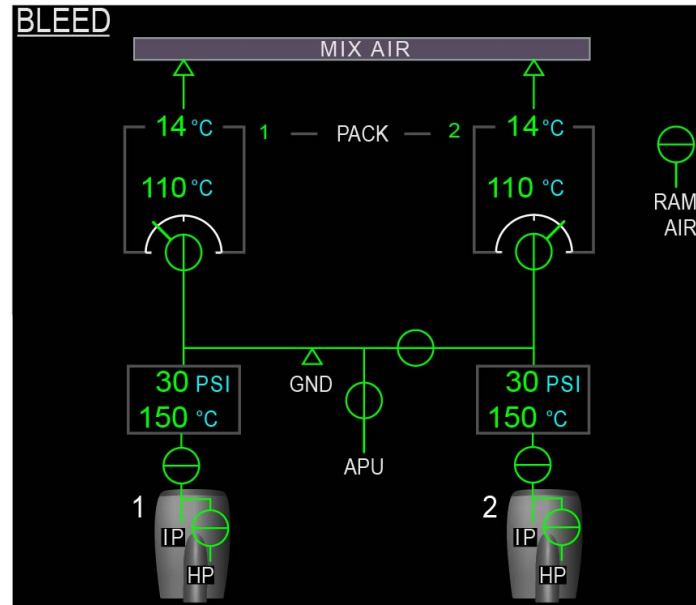 BLEED
MIX AIR
14 °C 1 PACK 2 14 °C
110 °C 110 °C
RAM
AIR
GND
30 PSI 30 PSI
150 °C 150 °C
APU
1 2
IP IP
HP HP